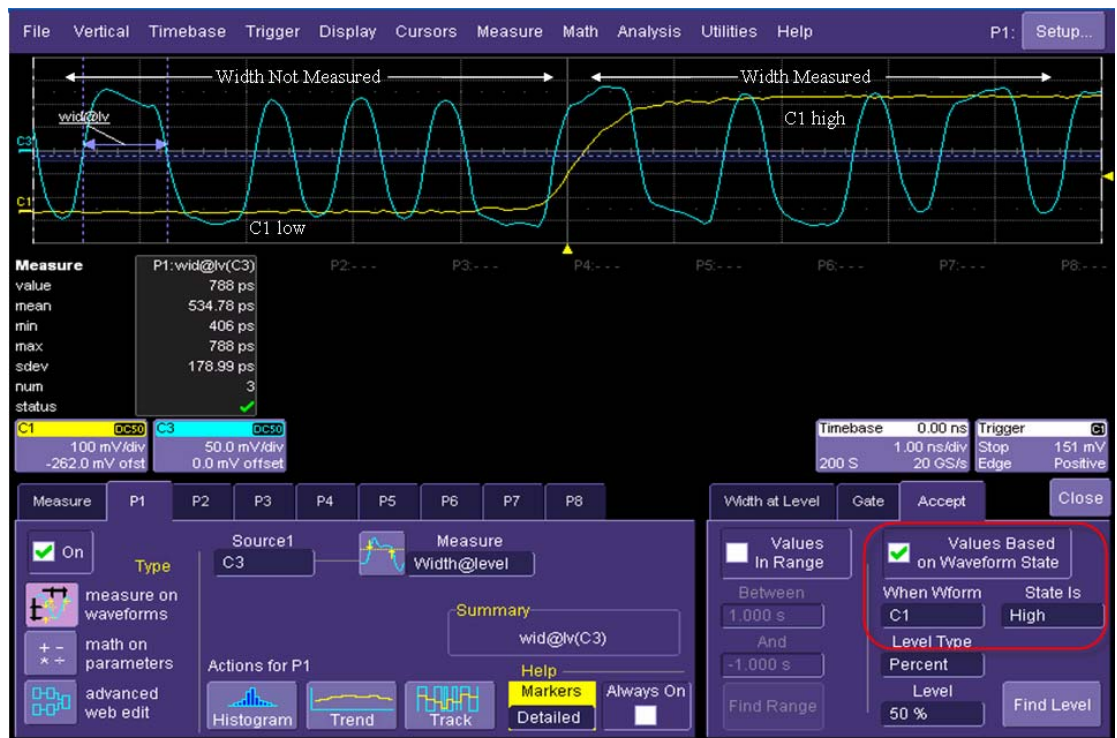 File Vertical Timebase Trigger Display Cursors Measure Math Analysis Utilities Help P1: Setup...
Width Not Measured Width Measured
wid@lv
C1 high
C3
C1
C1 low
Measure P1:wid@lv(C3) P2:- - - P3:- - - P4:- - - P5:- - - P6:- - - P7:- - - P8:- - -
value 788 ps
mean 534.78 ps
min 406 ps
max 788 ps
sdev 178.99 ps
num 3
status
C1 DC50 C3 DC50 Timebase 0.00 ns Trigger C1
100 mV/div 50.0 mV/div 1.00 ns/div Stop 151 mV
-262.0 mV ofst 0.0 mV offset 200 S 20 GS/s Edge Positive
Measure P1 P2 P3 P4 P5 P6 P7 P8 Width at Level Gate Accept Close
On
Type
measure on
waveforms
math on
parameters
advanced
web edit
Source1
C3
Measure
Width@level
Summary
wid@lv(C3)
Actions for P1
Histogram Trend Track
Help
Markers
Detailed
Always On
Values
In Range
Between
1.000 s
And
-1.000 s
Find Range
Values Based
on Waveform State
When Wform State Is
C1 High
Level Type
Percent
Level
50 %
Find Level